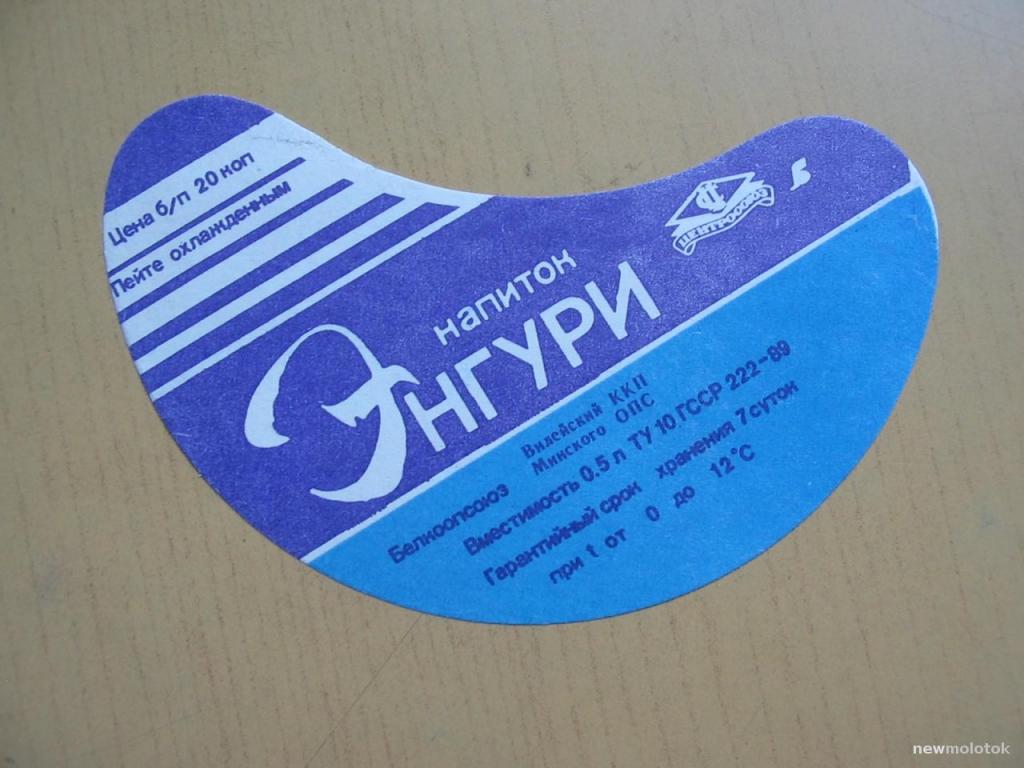 Цена б/п 20 коп
Пейте охлажденным
напиток
ЭНГУРИ
ЦЕНТРОСОЮЗ
Б
Видейский ККП
Минского ОПС
Белкоопсоюз
Вместимость 0.5 л ТУ 10 ГССР 222-89
Гарантийный срок хранения 7 суток
при t от 0 до 12°С
newmolotok